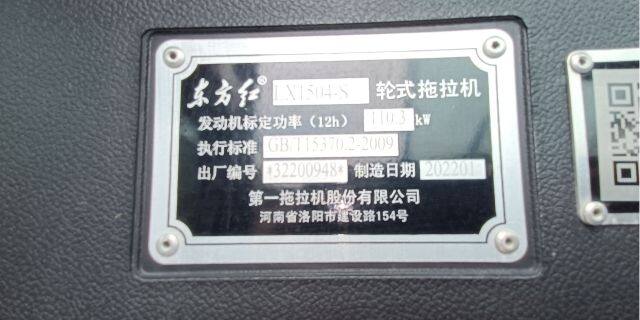 东方红® LX1504-S 轮式拖拉机
发动机标定功率（12h） 110.3 kW
执行标准 GB/T15370.2-2009
出厂编号 *32200948* 制造日期 202201
第一拖拉机股份有限公司
河南省洛阳市建设路154号